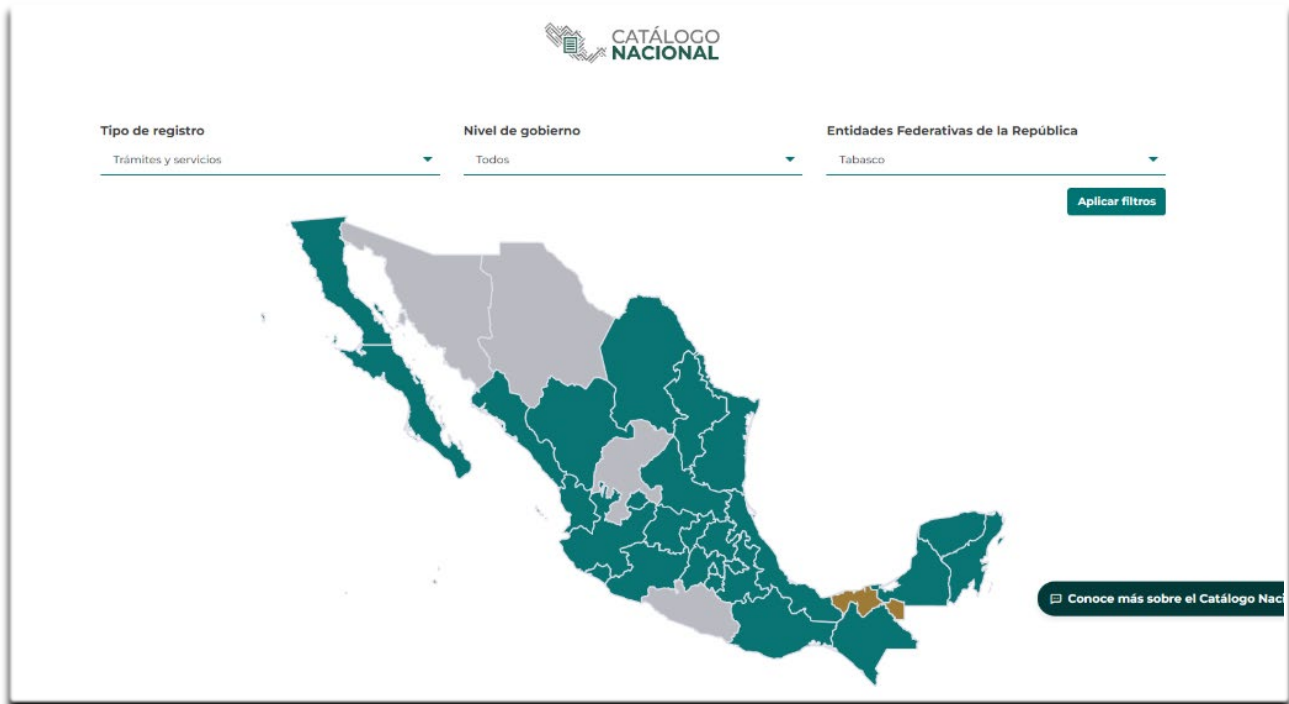 CATÁLOGO
NACIONAL
Tipo de registro
Nivel de gobierno
Entidades Federativas de la República
Trámites y servicios
Todos
Tabasco
Aplicar filtros
Conoce más sobre el Catálogo Naci